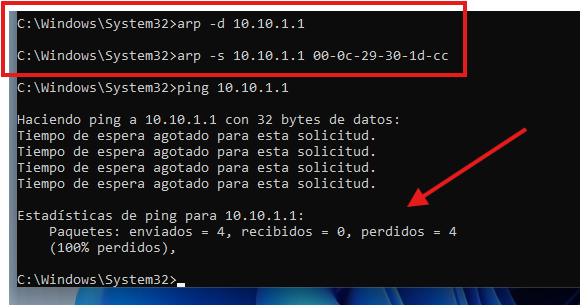 C:\Windows\System32>arp -d 10.10.1.1
C:\Windows\System32>arp -s 10.10.1.1 00-0c-29-30-1d-cc
C:\Windows\System32>ping 10.10.1.1
Haciendo ping a 10.10.1.1 con 32 bytes de datos:
Tiempo de espera agotado para esta solicitud.
Tiempo de espera agotado para esta solicitud.
Tiempo de espera agotado para esta solicitud.
Tiempo de espera agotado para esta solicitud.
Estadísticas de ping para 10.10.1.1:
    Paquetes: enviados = 4, recibidos = 0, perdidos = 4
    (100% perdidos),
C:\Windows\System32>